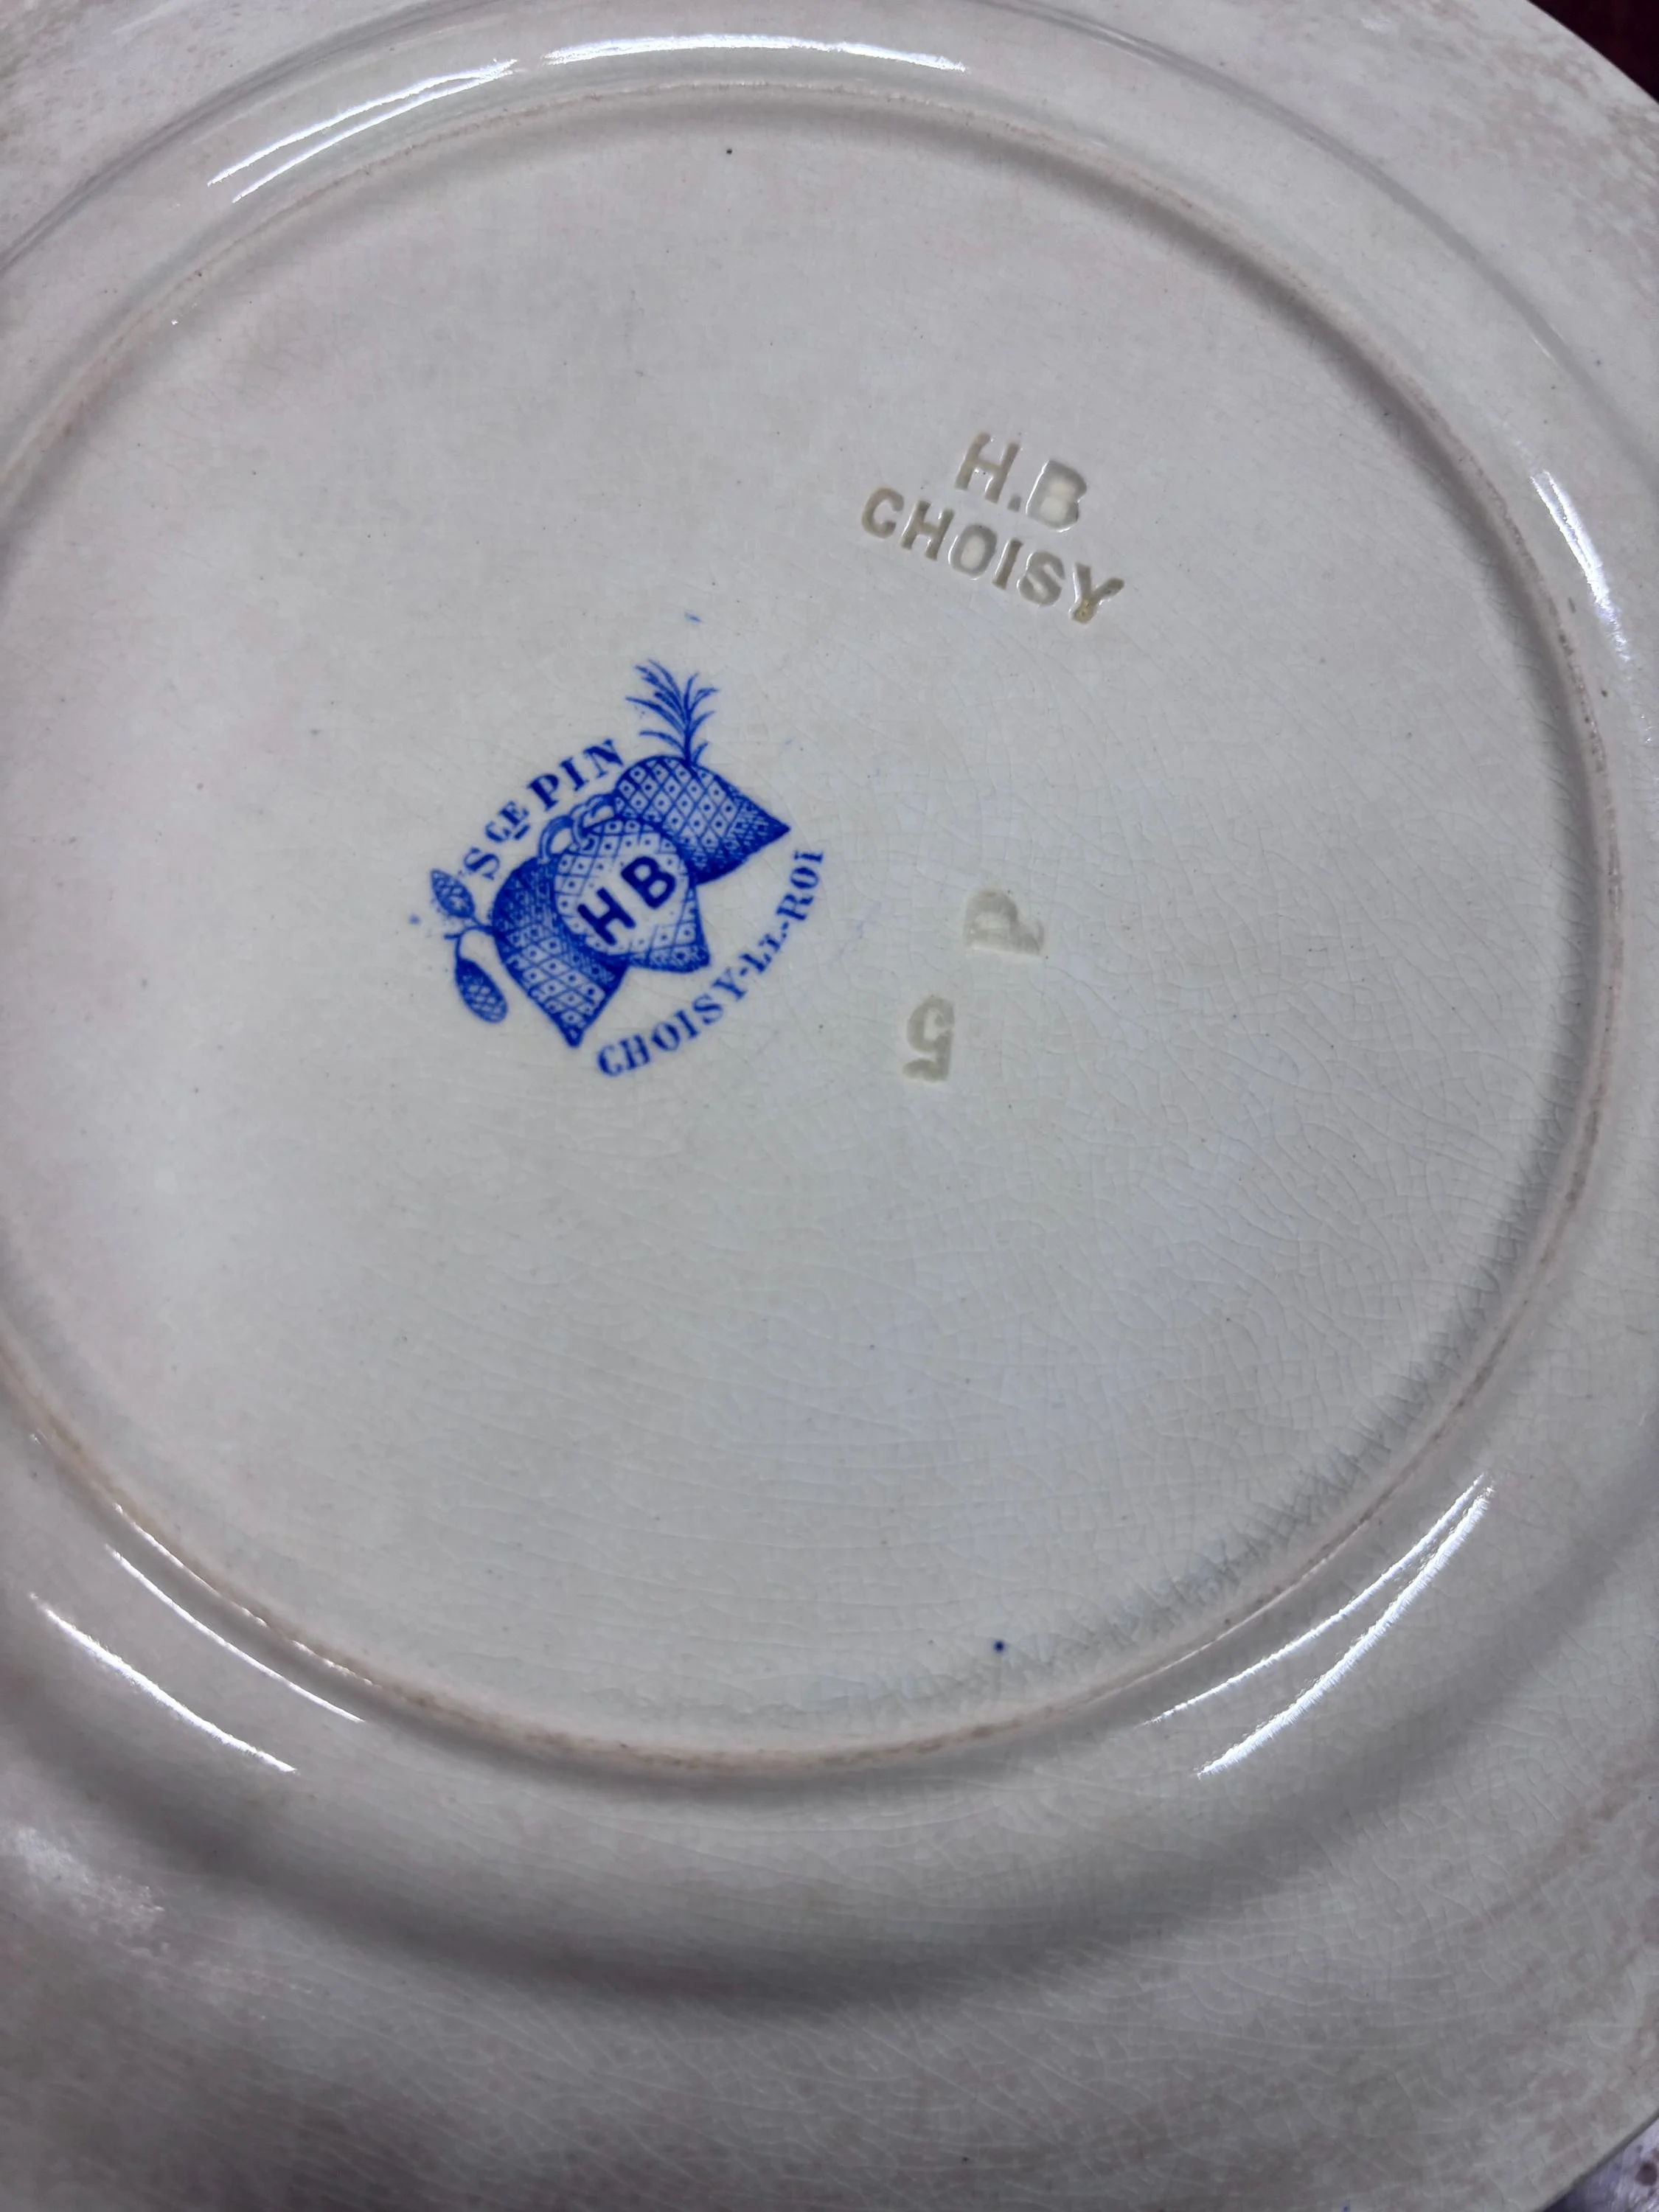 H.B
CHOISY
SCE PIN
HB
CHOISY-LE-ROI
P
5